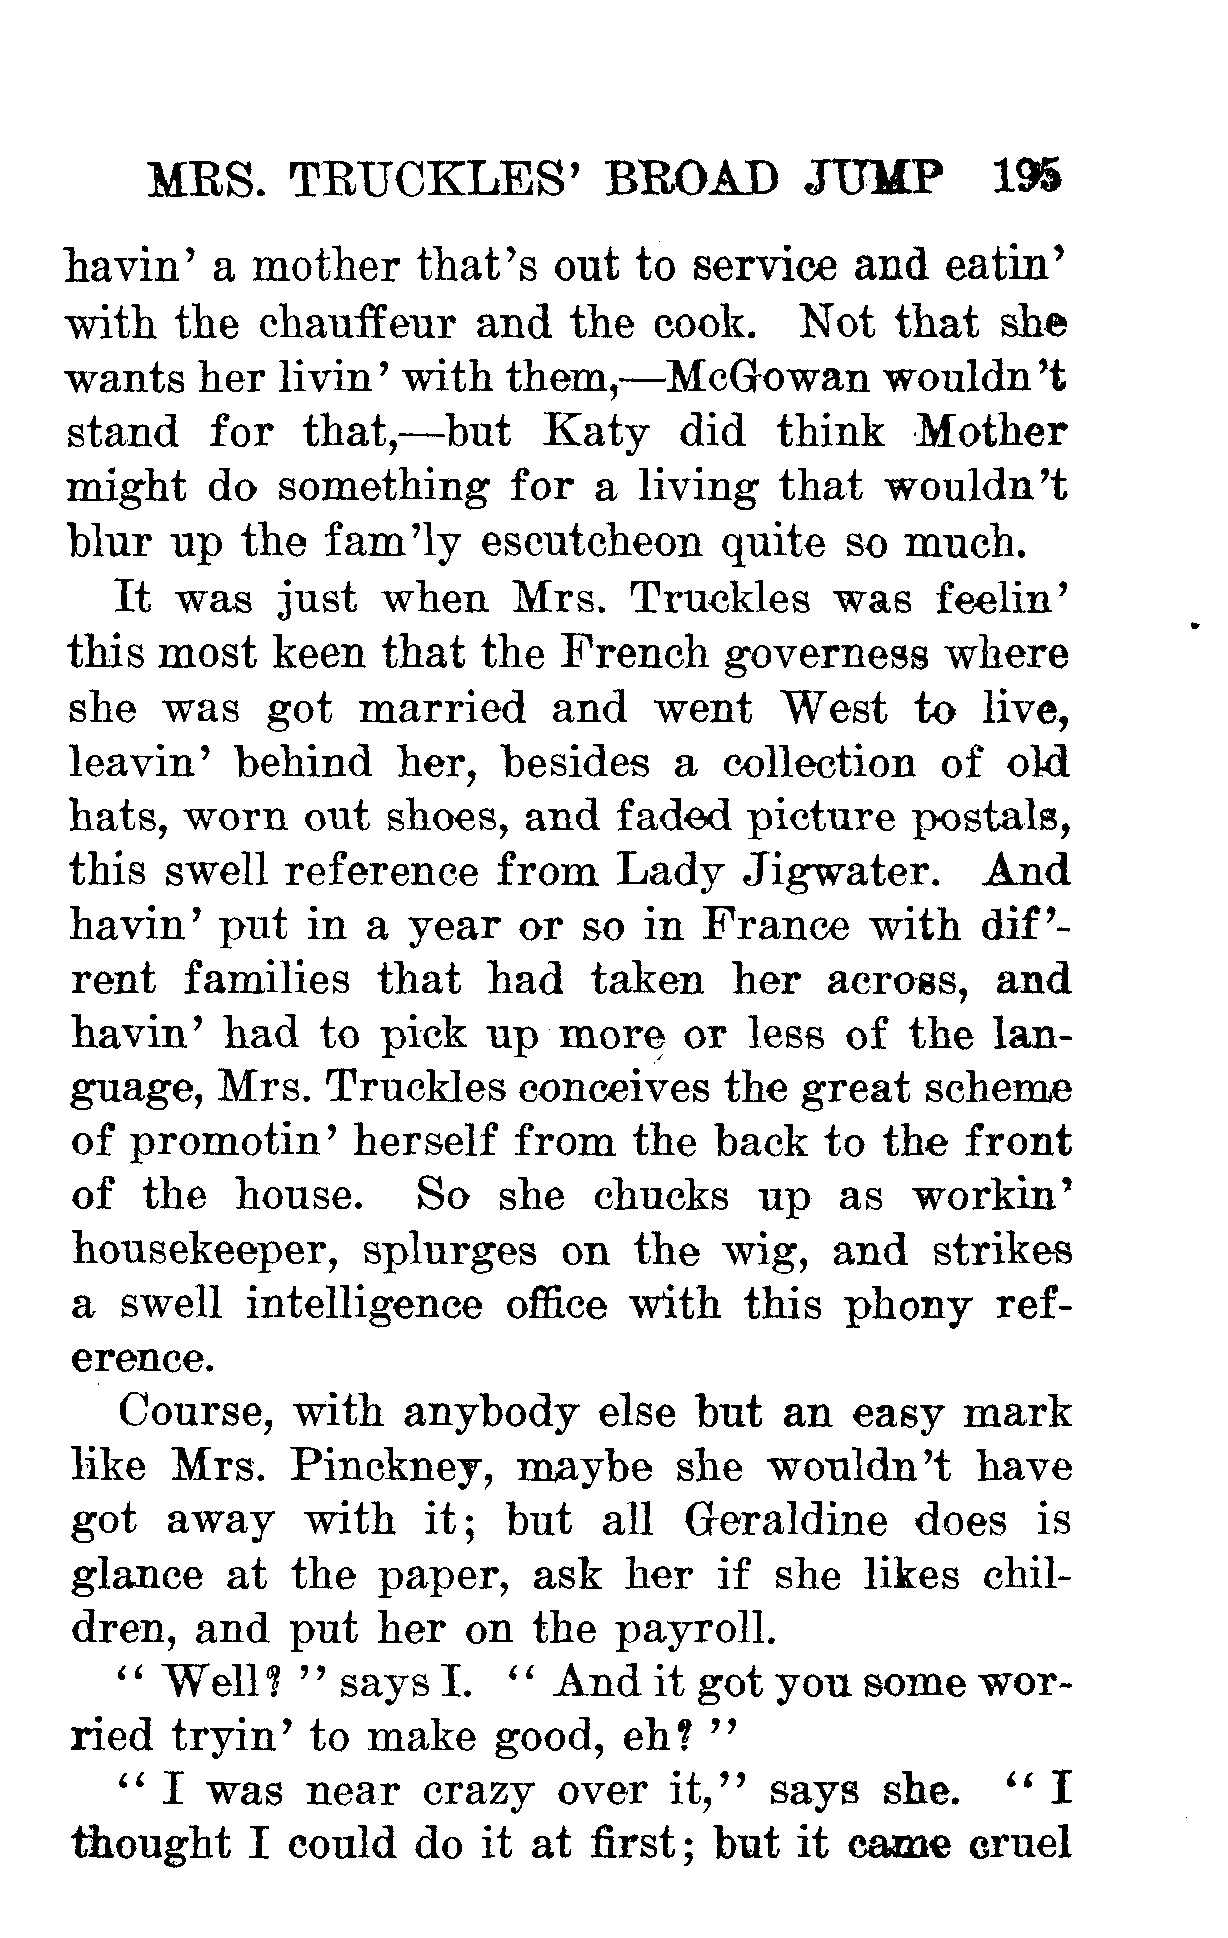 MRS. TRUCKLES' BROAD JUMP 195
havin' a mother that's out to service and eatin'
with the chauffeur and the cook. Not that she
wants her livin' with them,—McGowan wouldn't
stand for that,—but Katy did think Mother
might do something for a living that wouldn't
blur up the fam'ly escutcheon quite so much.
It was just when Mrs. Truckles was feelin'
this most keen that the French governess where
she was got married and went West to live,
leavin' behind her, besides a collection of old
hats, worn out shoes, and faded picture postals,
this swell reference from Lady Jigwater. And
havin' put in a year or so in France with dif'-
rent families that had taken her across, and
havin' had to pick up more or less of the lan-
guage, Mrs. Truckles conceives the great scheme
of promotin' herself from the back to the front
of the house. So she chucks up as workin'
housekeeper, splurges on the wig, and strikes
a swell intelligence office with this phony ref-
erence.
Course, with anybody else but an easy mark
like Mrs. Pinckney, maybe she wouldn't have
got away with it; but all Geraldine does is
glance at the paper, ask her if she likes chil-
dren, and put her on the payroll.
"Well?" says I. "And it got you some wor-
ried tryin' to make good, eh?"
"I was near crazy over it," says she. "I
thought I could do it at first; but it came cruel